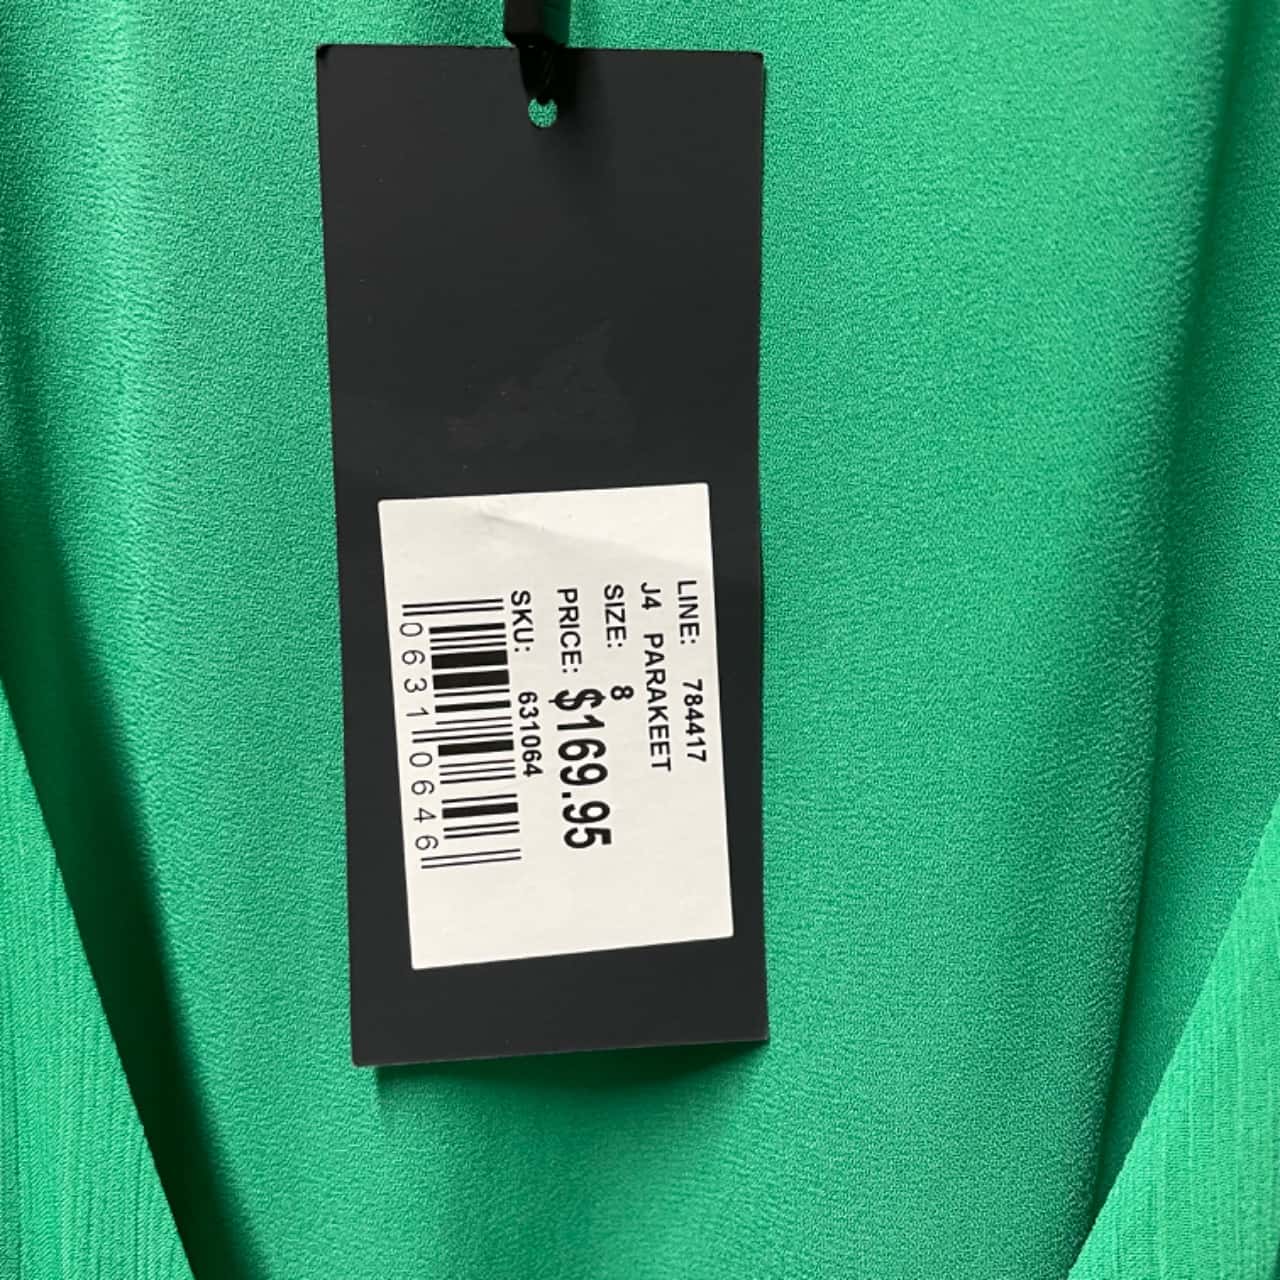 LINE: 784417
J4 PARAKEET
SIZE: 8
PRICE: $169.95
SKU: 631064
06310646